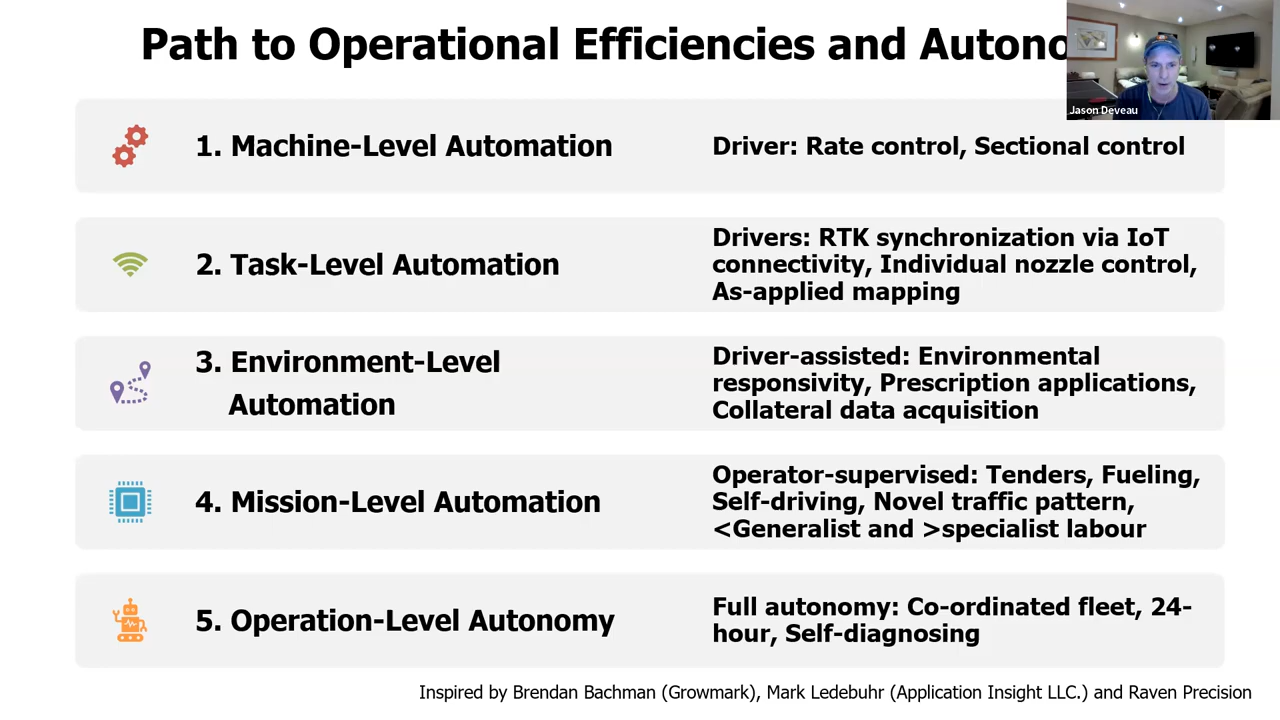 Path to Operational Efficiencies and Autono
Jason Deveau
1. Machine-Level Automation
Driver: Rate control, Sectional control
2. Task-Level Automation
Drivers: RTK synchronization via IoT
connectivity, Individual nozzle control,
As-applied mapping
3. Environment-Level
Automation
Driver-assisted: Environmental
responsivity, Prescription applications,
Collateral data acquisition
4. Mission-Level Automation
Operator-supervised: Tenders, Fueling,
Self-driving, Novel traffic pattern,
<Generalist and >specialist labour
5. Operation-Level Autonomy
Full autonomy: Co-ordinated fleet, 24-
hour, Self-diagnosing
Inspired by Brendan Bachman (Growmark), Mark Ledebuhr (Application Insight LLC.) and Raven Precision